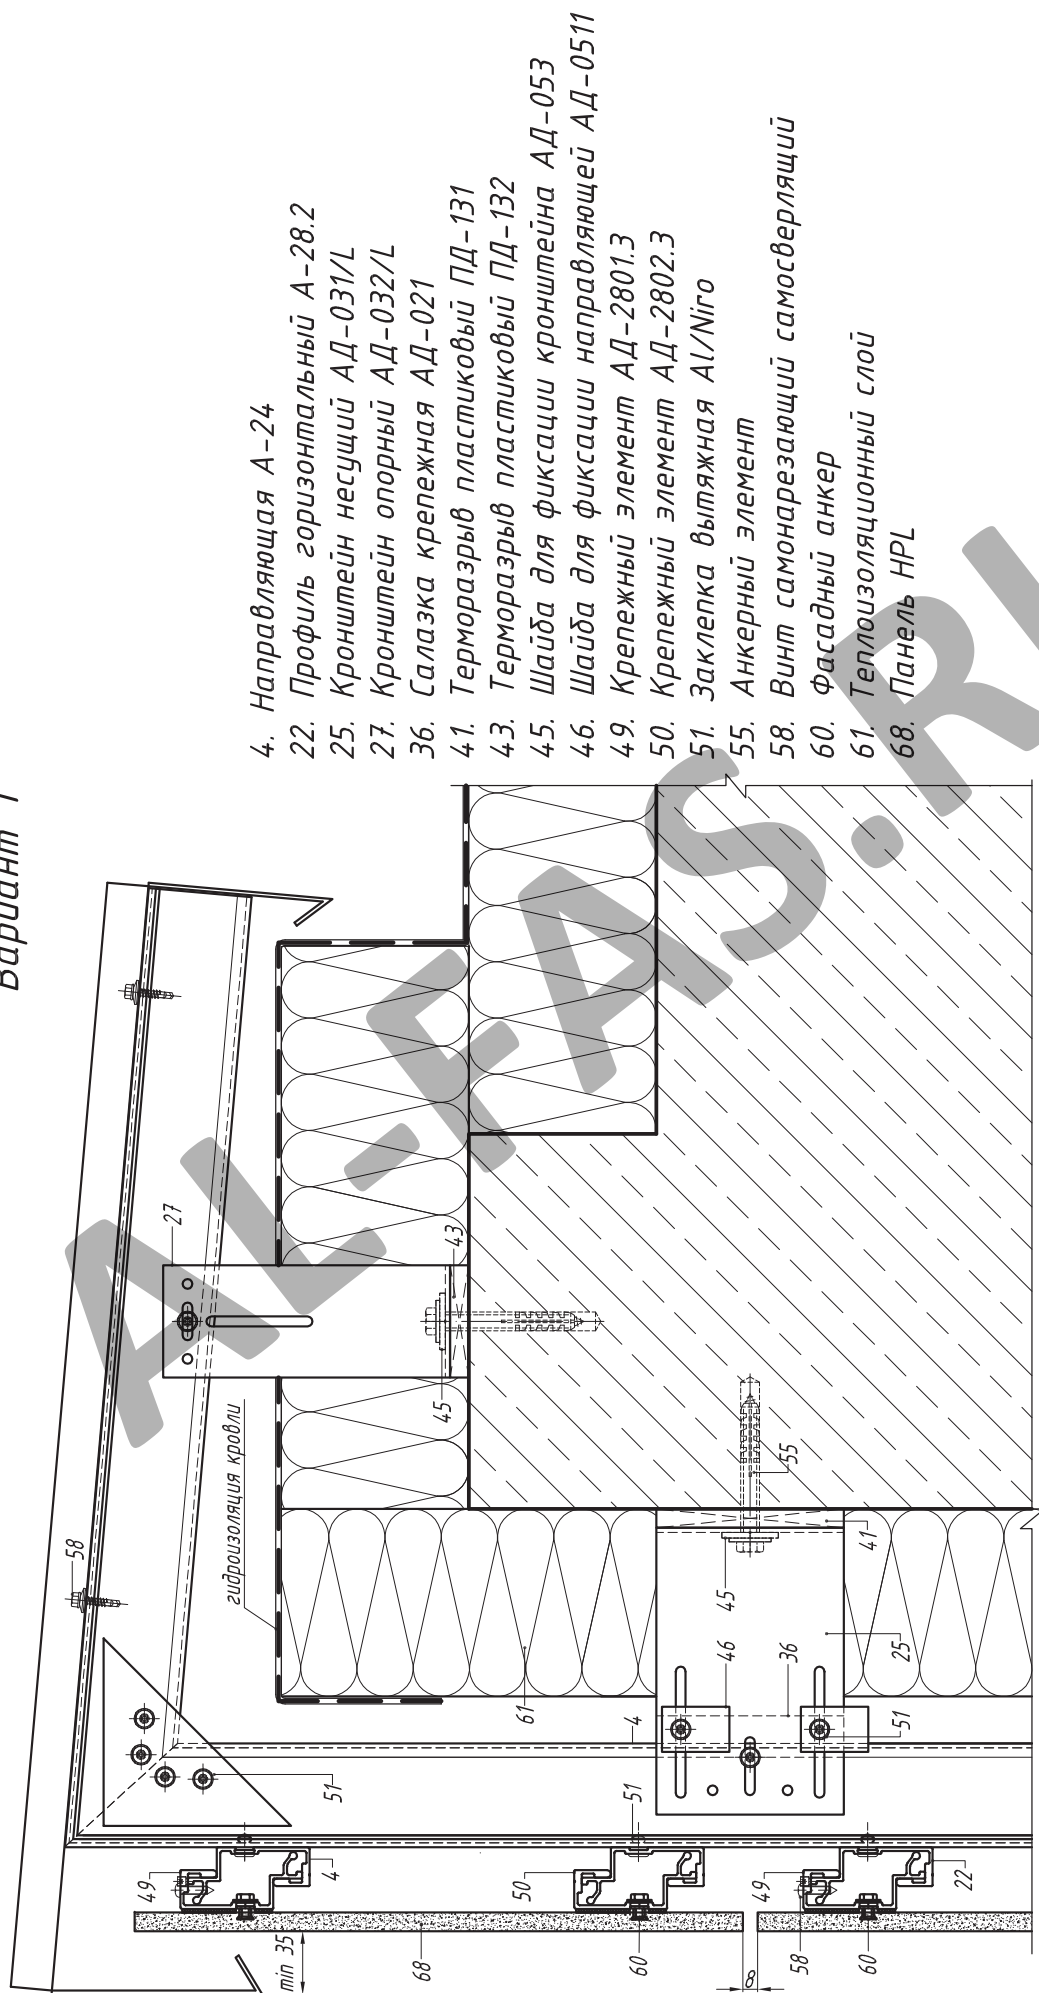 Вариант 1
4. Направляющая А-24
22. Профиль горизонтальный А-28.2
25. Кронштейн несущий АД-031/L
27. Кронштейн опорный АД-032/L
36. Салазка крепежная АД-021
41. Терморазрыв пластиковый ПД-131
43. Терморазрыв пластиковый ПД-132
45. Шайба для фиксации кронштейна АД-053
46. Шайба для фиксации направляющей АД-0511
49. Крепежный элемент АД-2801.3
50. Крепежный элемент АД-2802.3
51. Заклепка вытяжная Al/Niro
55. Анкерный элемент
58. Винт самонарезающий самосверлящий
60. Фасадный анкер
61. Теплоизоляционный слой
68. Панель HPL
58
27
гидроизоляция кровли
45
43
51
61
4
46
45
36
55
41
25
51
49
4
50
51
49
22
min 35
68
60
8
58
60
AL-FAS.RU